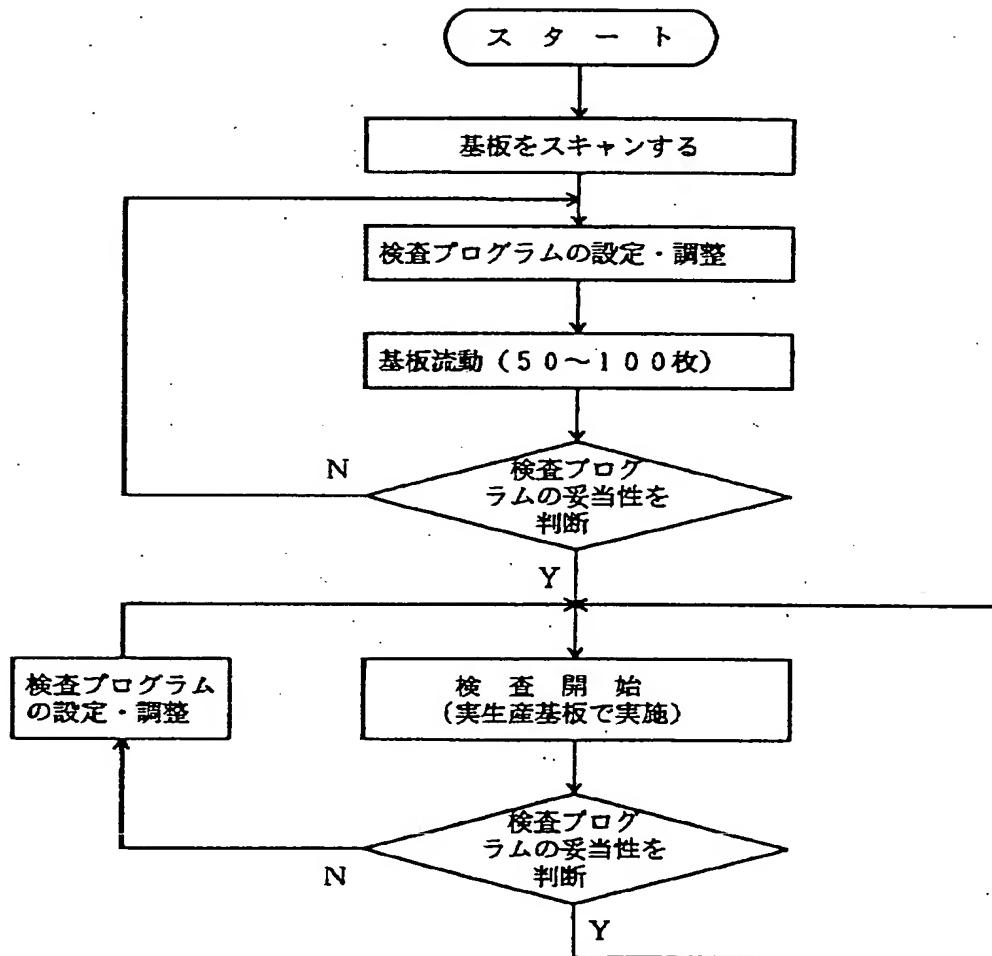 スタート
基板をスキャンする
検査プログラムの設定・調整
基板流動(50~100枚)
N
検査プログ
ラムの妥当性を
判断
Y
検査プログラム
の設定・調整
検査開始
(実生産基板で実施)
検査プログ
ラムの妥当性を
判断
N
Y